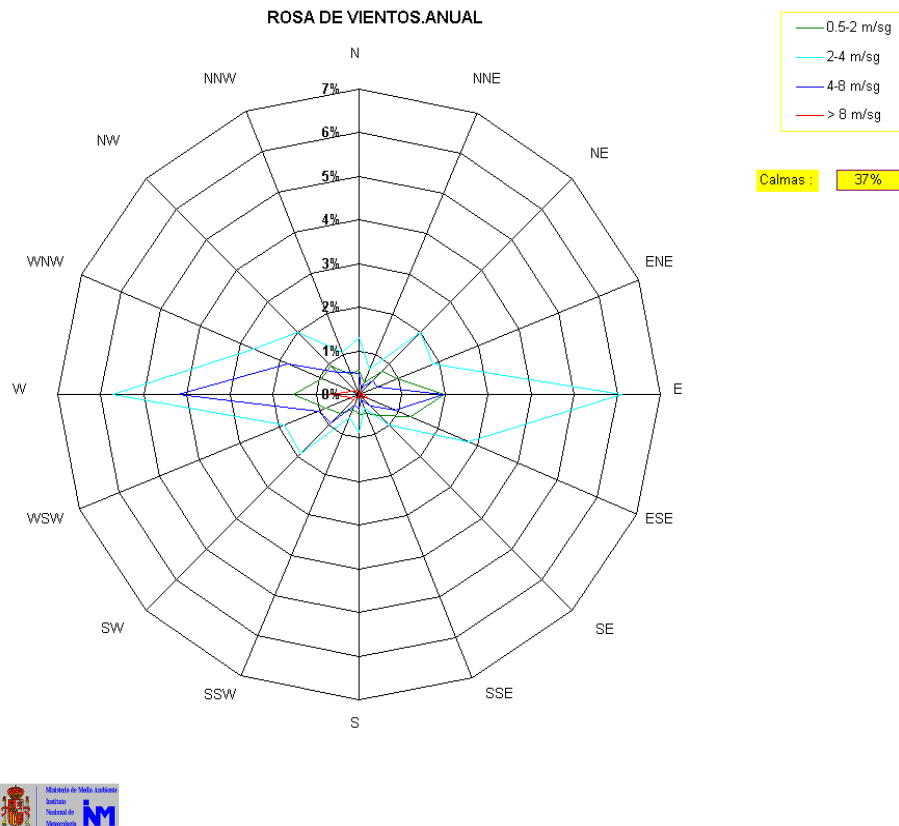 ROSA DE VIENTOS.ANUAL
0.5-2 m/sg
2-4 m/sg
4-8 m/sg
> 8 m/sg
Calmas : 37%
N
NNE
NE
ENE
E
ESE
SE
SSE
S
SSW
SW
WSW
W
WNW
NW
NNW
7%
6%
5%
4%
3%
2%
1%
0%
Ministerio de Medio Ambiente
Instituto
Nacional de
Meteorología
INM